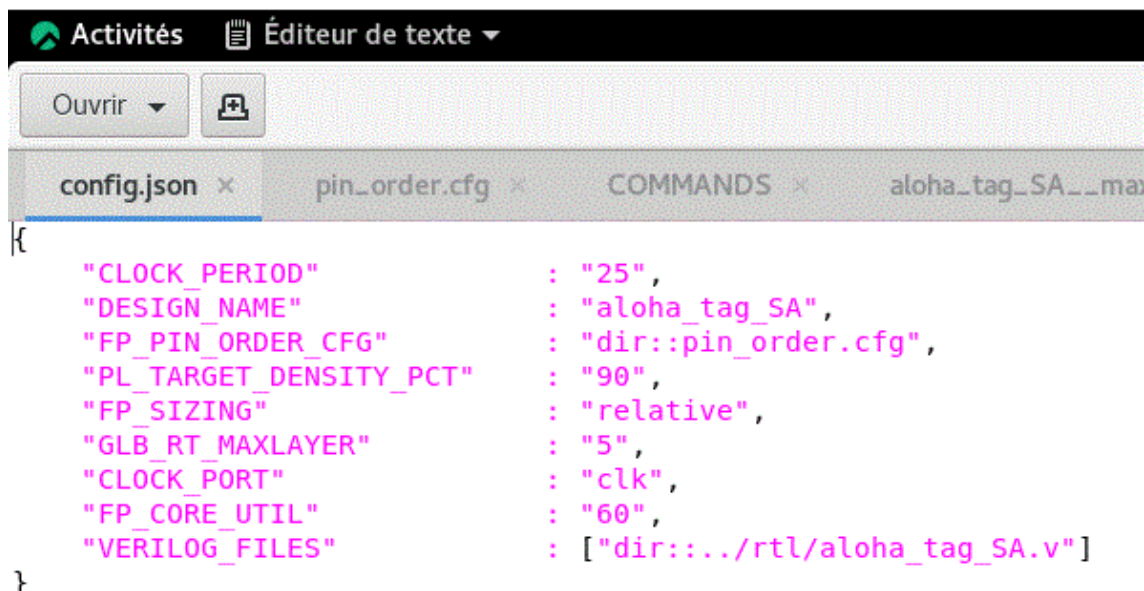 Activités Éditeur de texte
Ouvrir
config.json × pin_order.cfg × COMMANDS × aloha_tag_SA__max
{
"CLOCK_PERIOD" : "25",
"DESIGN_NAME" : "aloha_tag_SA",
"FP_PIN_ORDER_CFG" : "dir::pin_order.cfg",
"PL_TARGET_DENSITY_PCT" : "90",
"FP_SIZING" : "relative",
"GLB_RT_MAXLAYER" : "5",
"CLOCK_PORT" : "clk",
"FP_CORE_UTIL" : "60",
"VERILOG_FILES" : ["dir::../rtl/aloha_tag_SA.v"]
}